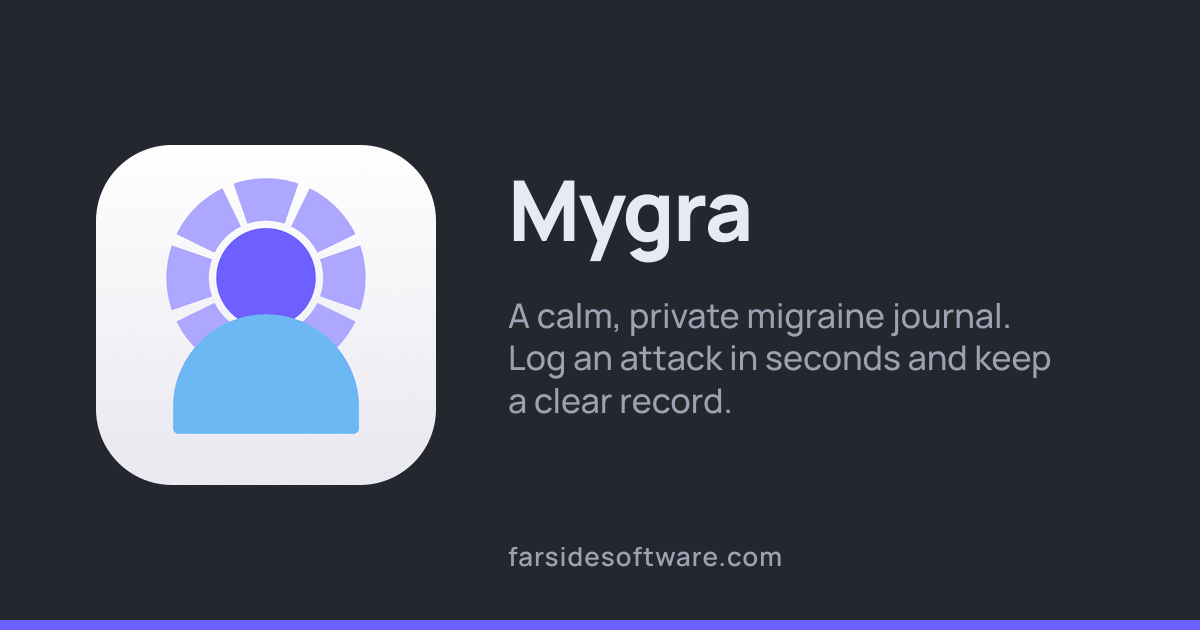 Mygra
A calm, private migraine journal.
Log an attack in seconds and keep
a clear record.
farsidesoftware.com